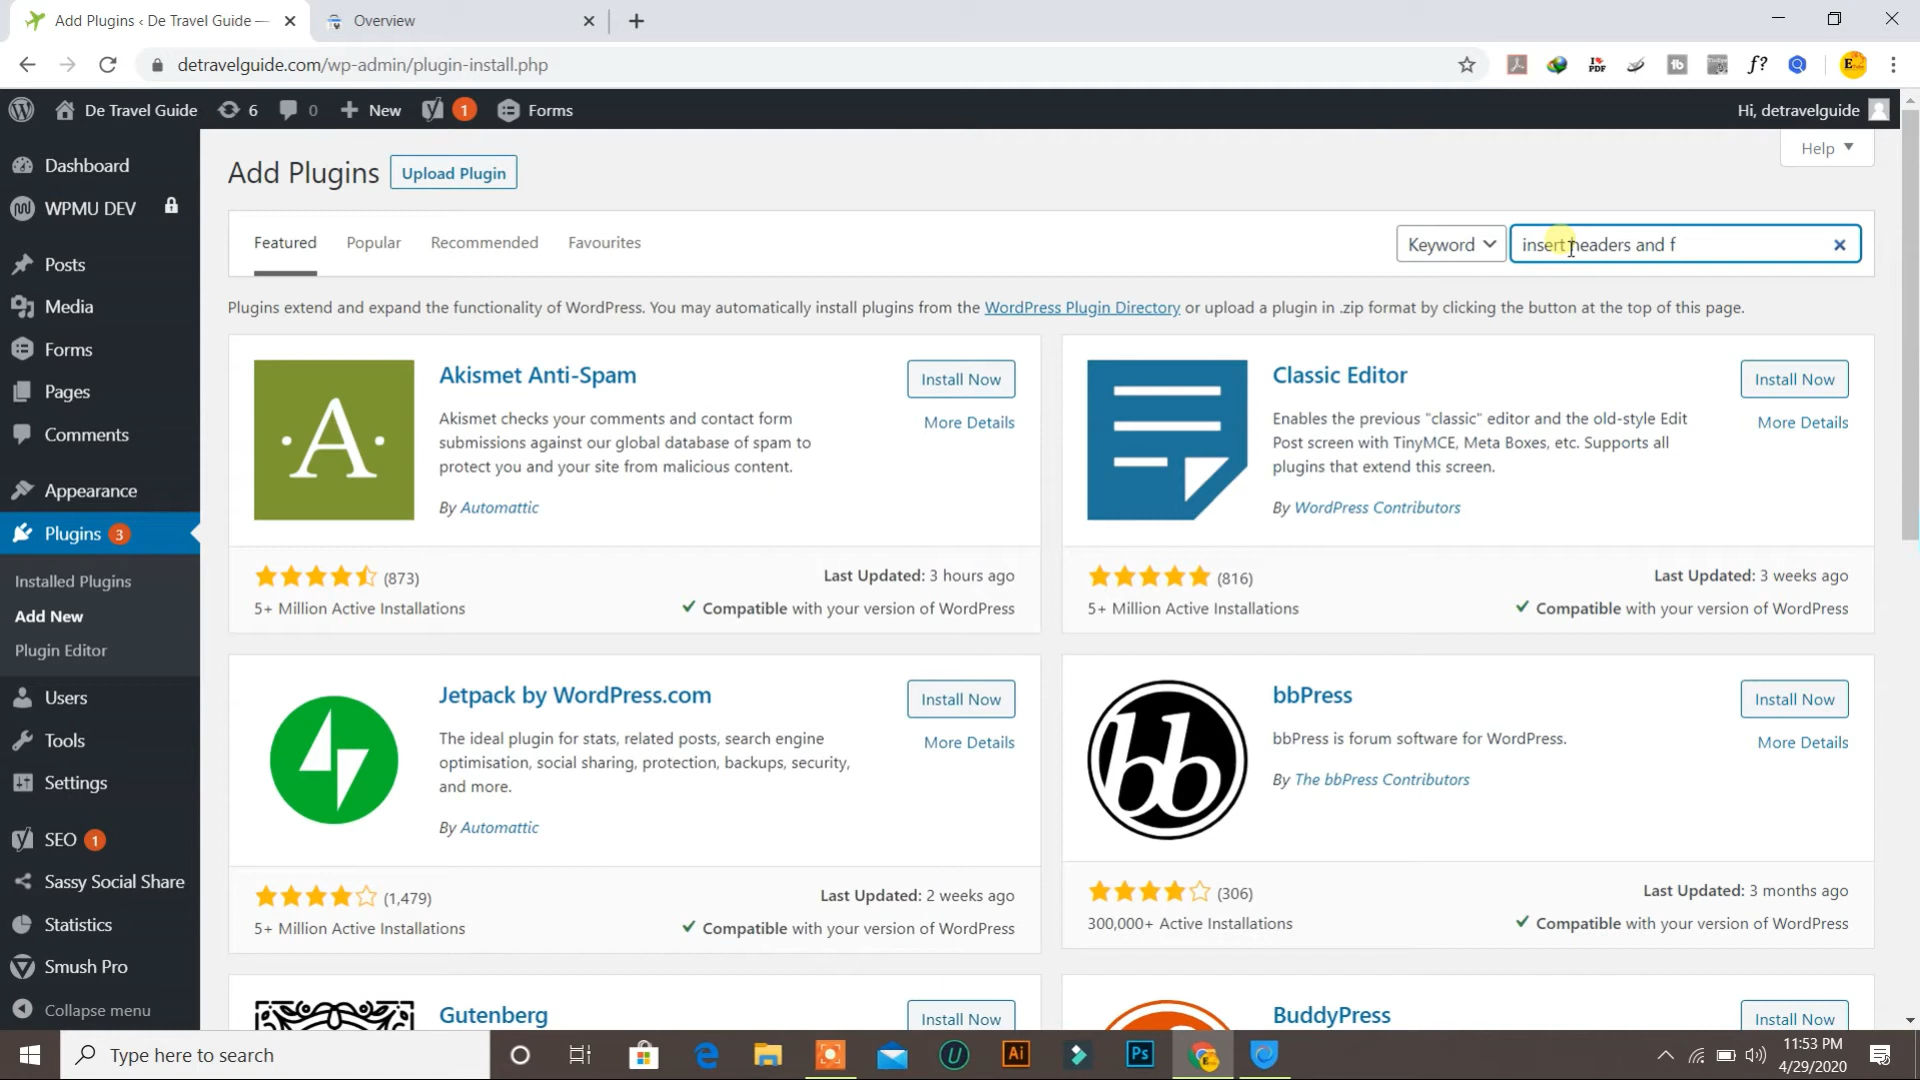 Add Plugins ‹ De Travel Guide —
Overview
detravelguide.com/wp-admin/plugin-install.php
De Travel Guide 6 0 New 1 Forms
Hi, detravelguide
Help
Dashboard
WPMU DEV
Posts
Media
Forms
Pages
Comments
Appearance
Plugins 3
Installed Plugins
Add New
Plugin Editor
Users
Tools
Settings
SEO 1
Sassy Social Share
Statistics
Smush Pro
Collapse menu
Add Plugins Upload Plugin
Featured Popular Recommended Favourites
Keyword insert headers and f
Plugins extend and expand the functionality of WordPress. You may automatically install plugins from the WordPress Plugin Directory or upload a plugin in .zip format by clicking the button at the top of this page.
Akismet Anti-Spam
Install Now
More Details
Akismet checks your comments and contact form
submissions against our global database of spam to
protect you and your site from malicious content.
By Automattic
(873)
Last Updated: 3 hours ago
5+ Million Active Installations
Compatible with your version of WordPress
Classic Editor
Install Now
More Details
Enables the previous "classic" editor and the old-style Edit
Post screen with TinyMCE, Meta Boxes, etc. Supports all
plugins that extend this screen.
By WordPress Contributors
(816)
Last Updated: 3 weeks ago
5+ Million Active Installations
Compatible with your version of WordPress
Jetpack by WordPress.com
Install Now
More Details
The ideal plugin for stats, related posts, search engine
optimisation, social sharing, protection, backups, security,
and more.
By Automattic
(1,479)
Last Updated: 2 weeks ago
5+ Million Active Installations
Compatible with your version of WordPress
bbPress
Install Now
More Details
bbPress is forum software for WordPress.
By The bbPress Contributors
(306)
Last Updated: 3 months ago
300,000+ Active Installations
Compatible with your version of WordPress
Gutenberg
Install Now
BuddyPress
Install Now
Type here to search
Ai
Ps
11:53 PM
4/29/2020